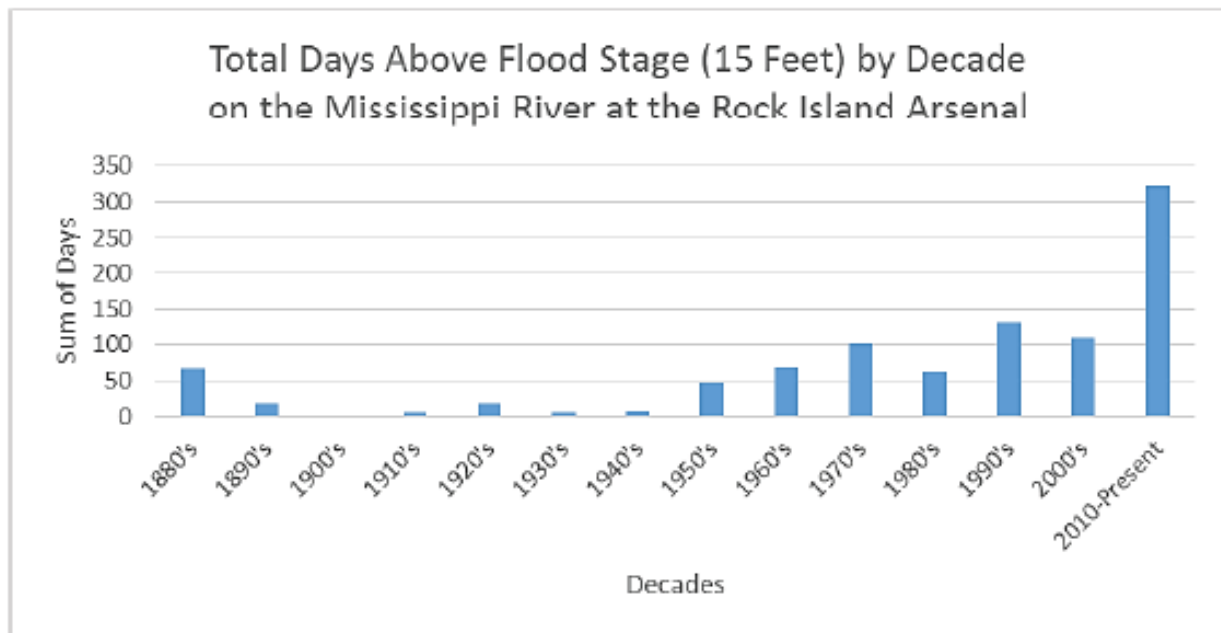 Total Days Above Flood Stage (15 Feet) by Decade
on the Mississippi River at the Rock Island Arsenal
350
300
250
200
150
100
50
0
Sum of Days
1880's
1890's
1900's
1910's
1920's
1930's
1940's
1950's
1960's
1970's
1980's
1990's
2000's
2010-Present
Decades